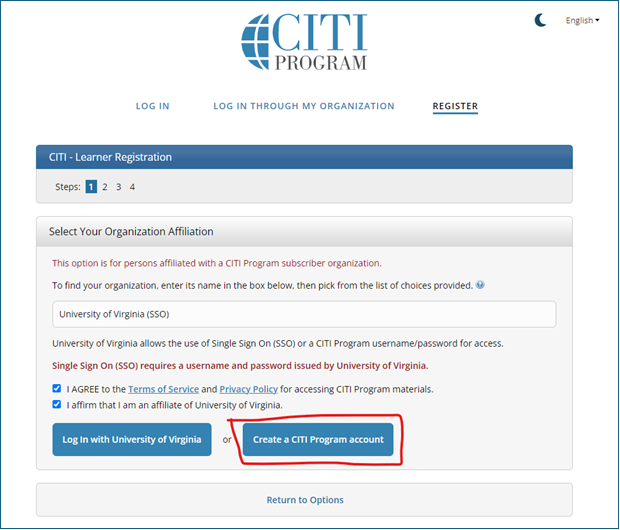 CITI
PROGRAM
English
LOG IN LOG IN THROUGH MY ORGANIZATION REGISTER
CITI - Learner Registration
Steps: 1 2 3 4
Select Your Organization Affiliation
This option is for persons affiliated with a CITI Program subscriber organization.
To find your organization, enter its name in the box below, then pick from the list of choices provided.
University of Virginia (SSO)
University of Virginia allows the use of Single Sign On (SSO) or a CITI Program username/password for access.
Single Sign On (SSO) requires a username and password issued by University of Virginia.
I AGREE to the Terms of Service and Privacy Policy for accessing CITI Program materials.
I affirm that I am an affiliate of University of Virginia.
Log In with University of Virginia or Create a CITI Program account
Return to Options